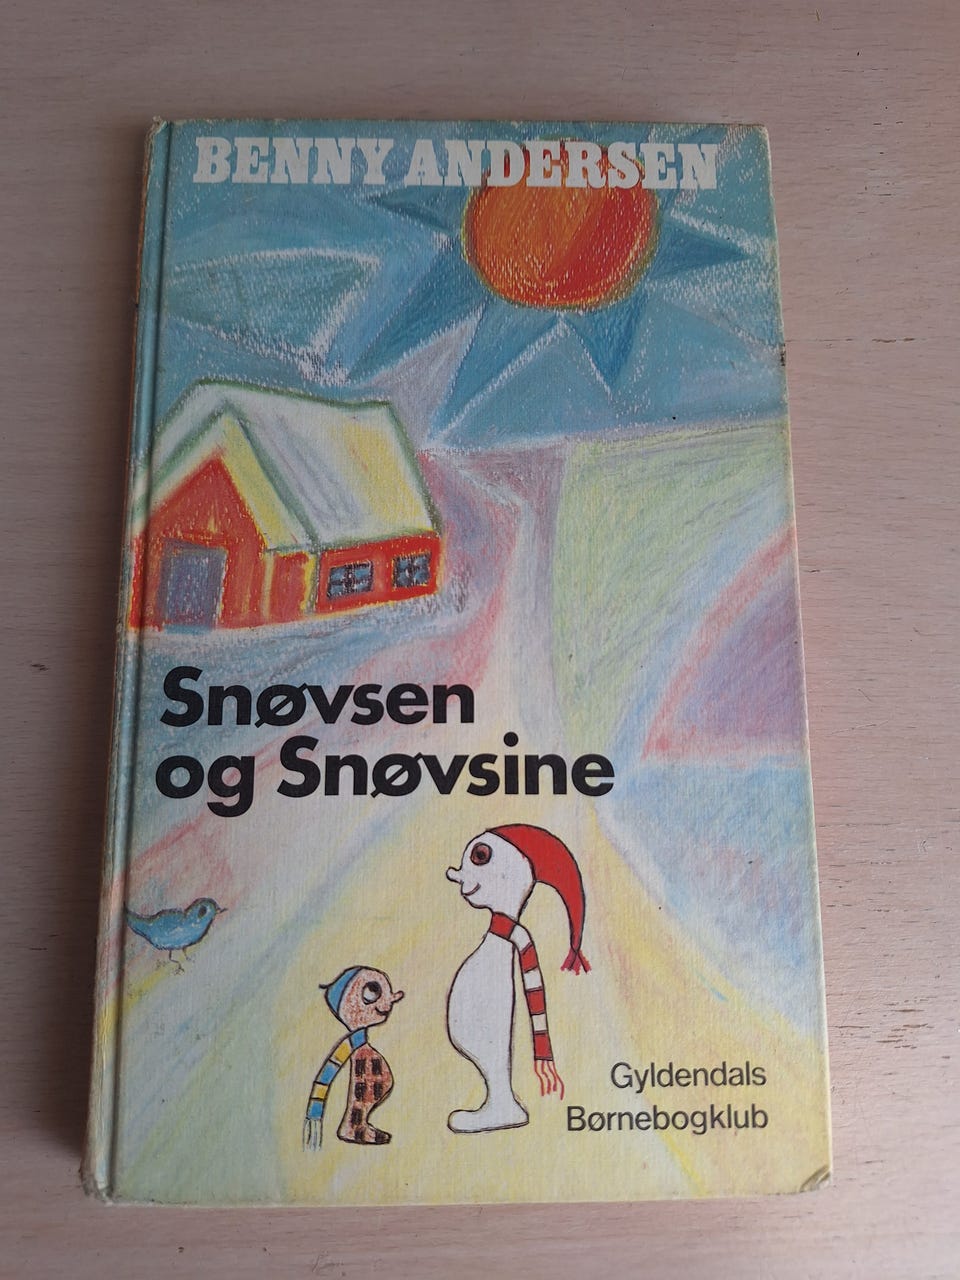 BENNY ANDERSEN
Snøvsen
og Snøvsine
Gyldendals
Børnebogklub